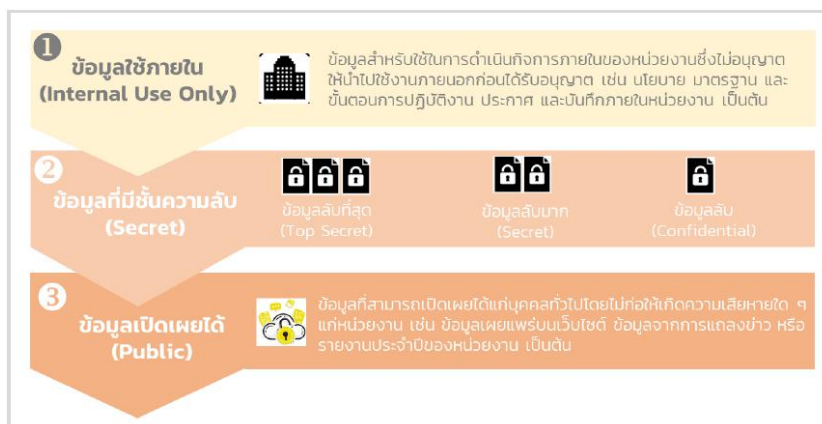 1
ข้อมูลใช้ภายใน
(Internal Use Only)
ข้อมูลสำหรับใช้ในการดำเนินกิจการภายในของหน่วยงานซึ่งไม่อนุญาต
ให้นำไปใช้งานภายนอกก่อนได้รับอนุญาต เช่น นโยบาย มาตรฐาน และ
ขั้นตอนการปฏิบัติงาน ประกาศ และบันทึกภายในหน่วยงาน เป็นต้น
2
ข้อมูลที่มีชั้นความลับ
(Secret)
ข้อมูลลับที่สุด
(Top Secret)
ข้อมูลลับมาก
(Secret)
ข้อมูลลับ
(Confidential)
3
ข้อมูลเปิดเผยได้
(Public)
ข้อมูลที่สามารถเปิดเผยได้แก่บุคคลทั่วไปโดยไม่ก่อให้เกิดความเสียหายใด ๆ
แก่หน่วยงาน เช่น ข้อมูลเผยแพร่บนเว็บไซต์ ข้อมูลจากการแถลงข่าว หรือ
รายงานประจำปีของหน่วยงาน เป็นต้น